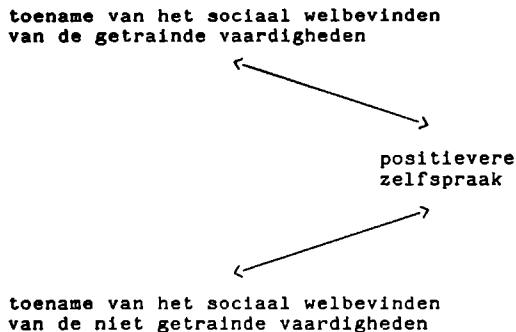 toename van het sociaal welbevinden
van de getrainde vaardigheden
positievere
zelfspraak
toename van het sociaal welbevinden
van de niet getrainde vaardigheden